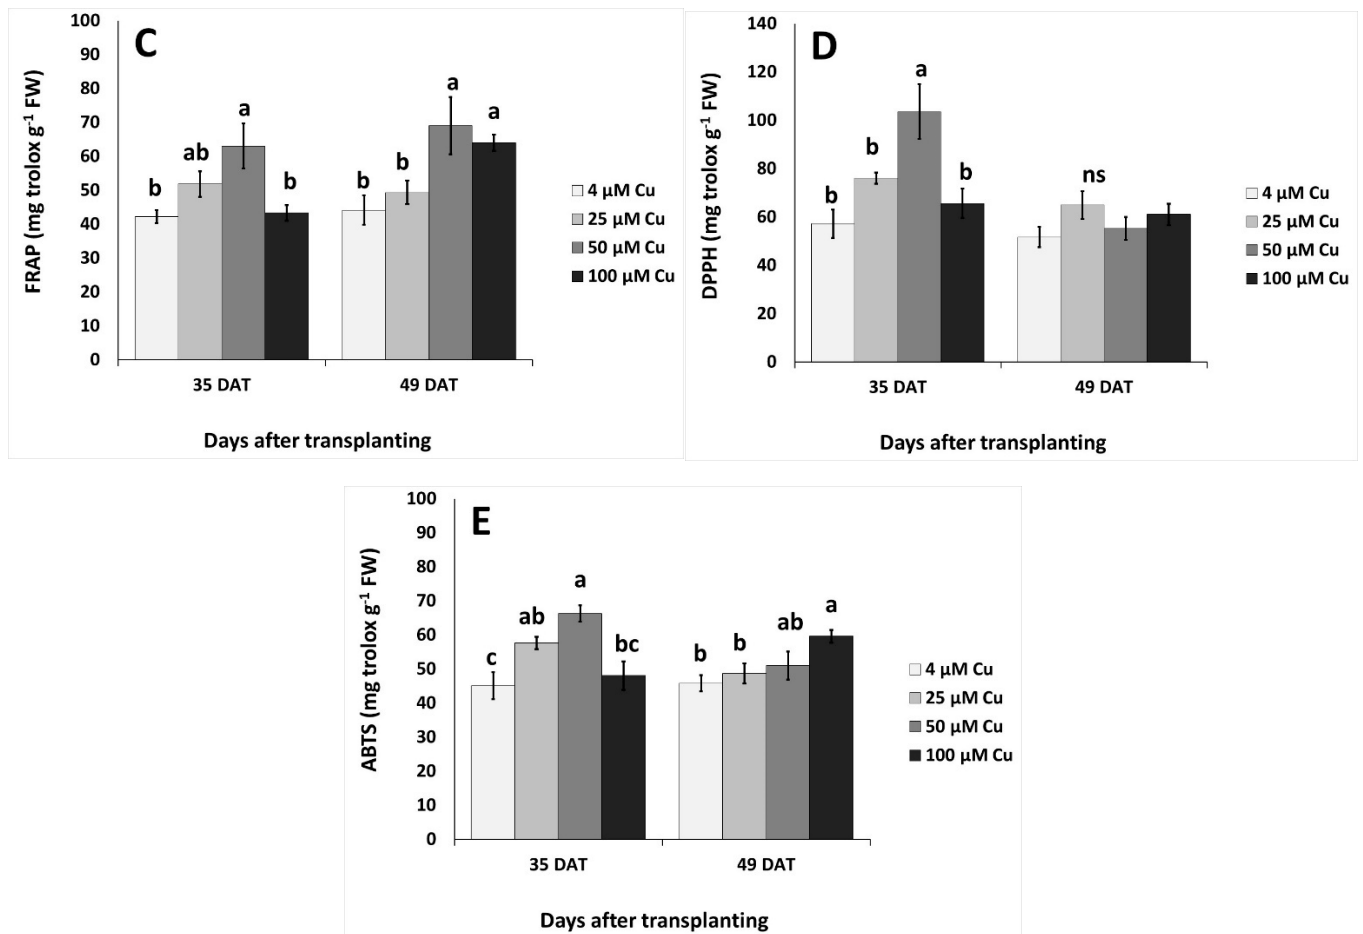 C
FRAP (mg trolox g⁻¹ FW)
100
90
80
70
60
50
40
30
20
10
0
b
ab
a
b
b
b
a
a
35 DAT
49 DAT
Days after transplanting
4 µM Cu
25 µM Cu
50 µM Cu
100 µM Cu
D
DPPH (mg trolox g⁻¹ FW)
140
120
100
80
60
40
20
0
b
b
a
b
ns
35 DAT
49 DAT
Days after transplanting
4 µM Cu
25 µM Cu
50 µM Cu
100 µM Cu
E
ABTS (mg trolox g⁻¹ FW)
100
90
80
70
60
50
40
30
20
10
0
c
ab
a
bc
b
b
ab
a
35 DAT
49 DAT
Days after transplanting
4 µM Cu
25 µM Cu
50 µM Cu
100 µM Cu